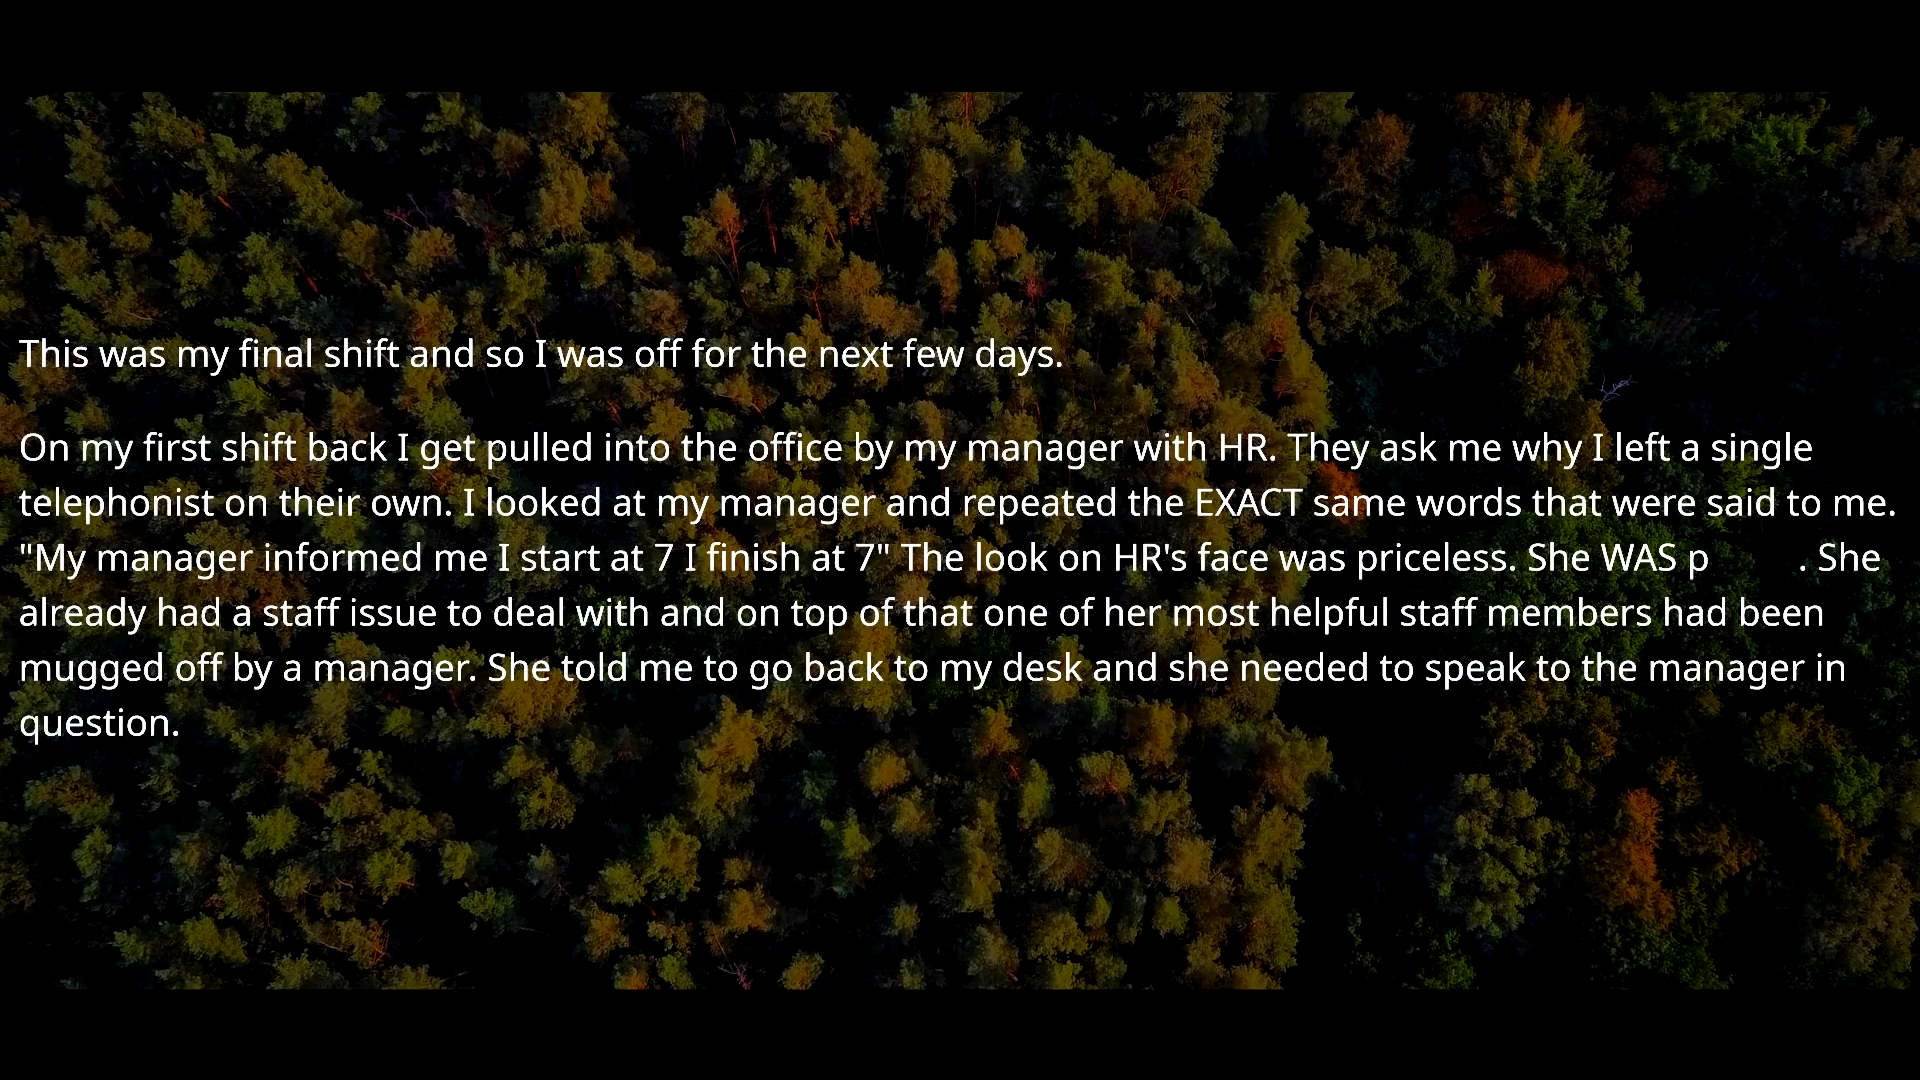 This was my final shift and so I was off for the next few days.
On my first shift back I get pulled into the office by my manager with HR. They ask me why I left a single
telephonist on their own. I looked at my manager and repeated the EXACT same words that were said to me.
"My manager informed me I start at 7 I finish at 7" The look on HR's face was priceless. She WAS p . She
already had a staff issue to deal with and on top of that one of her most helpful staff members had been
mugged off by a manager. She told me to go back to my desk and she needed to speak to the manager in
question.